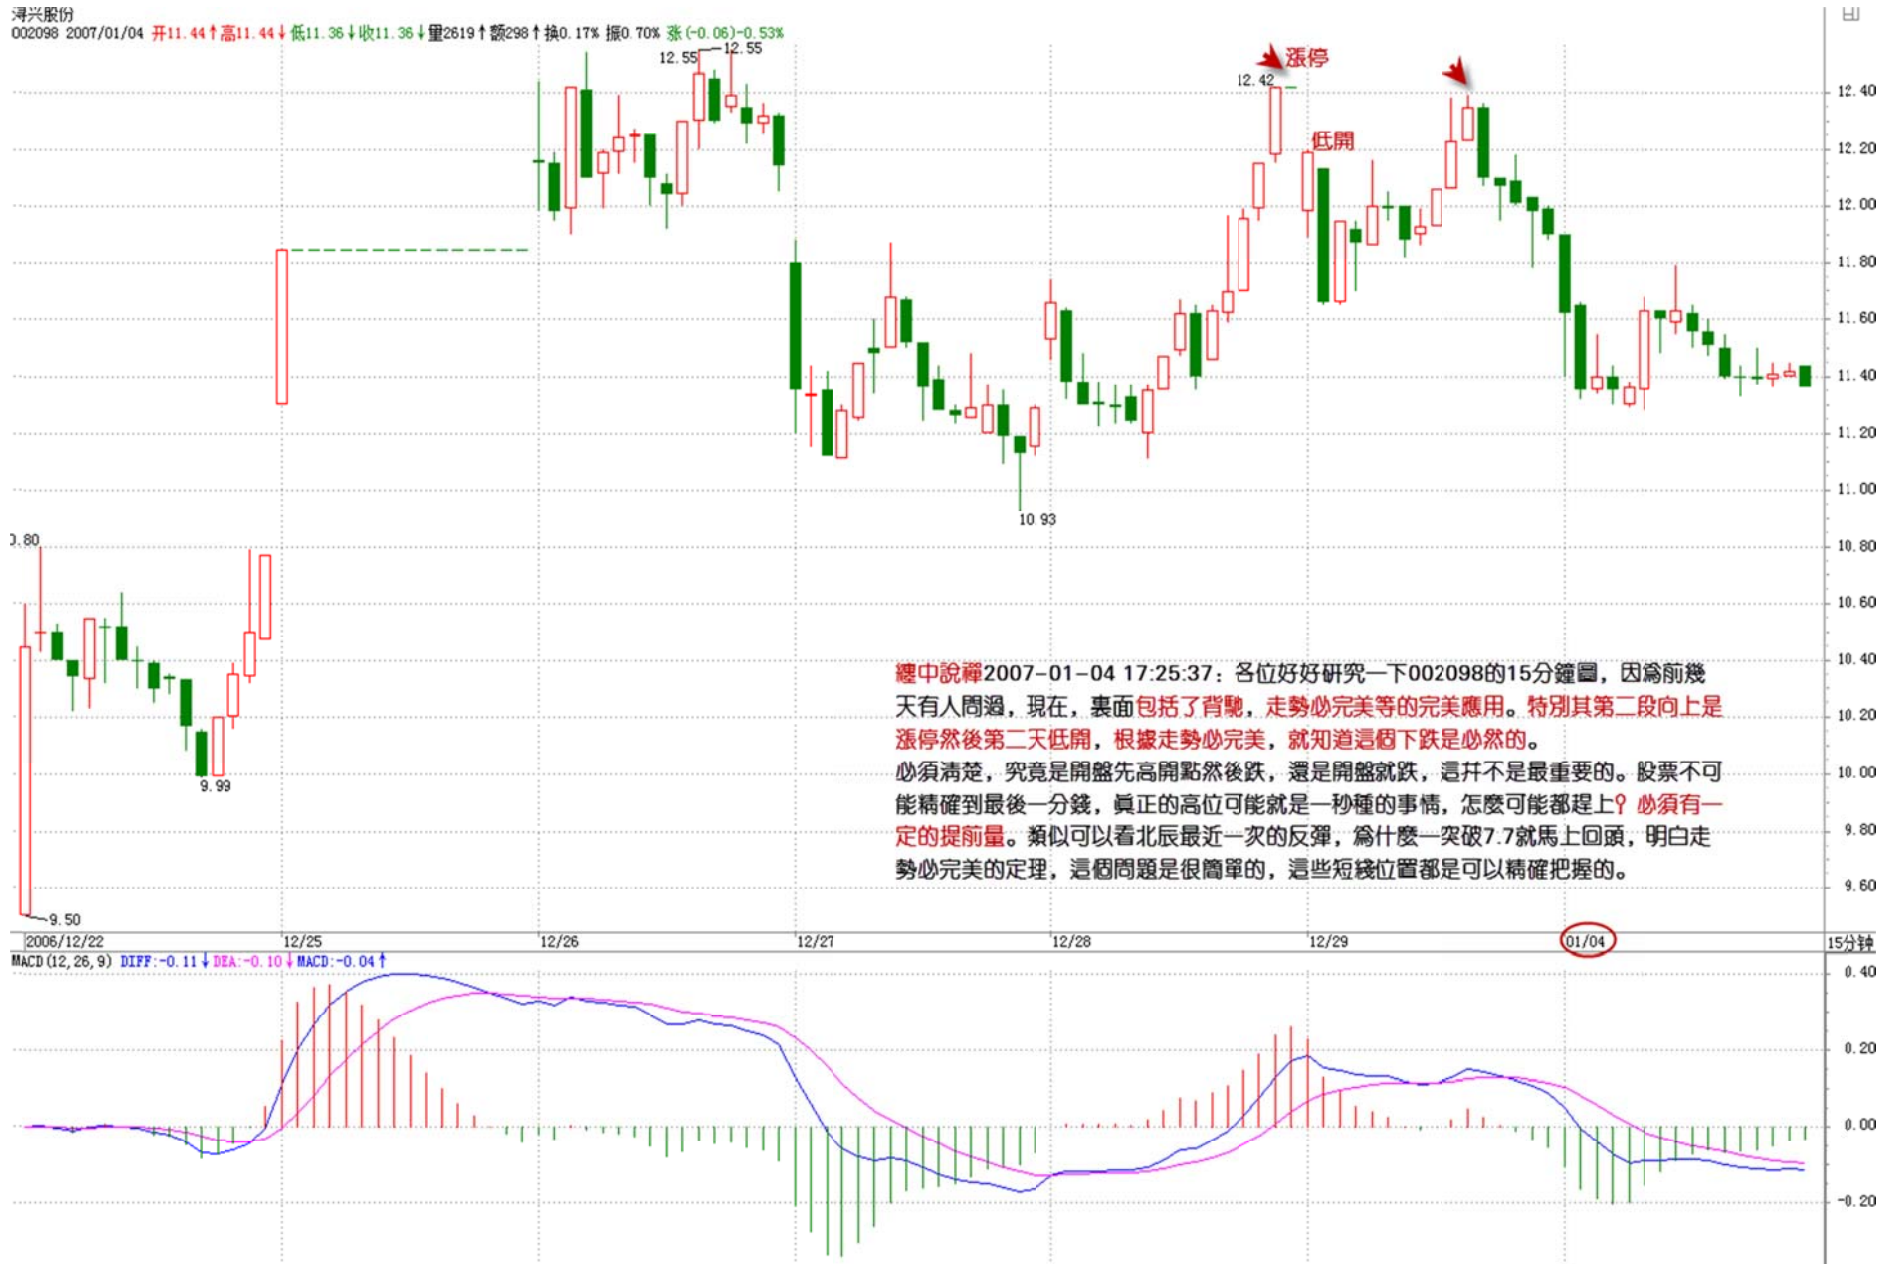 浔兴股份
002098 2007/01/04 开11.44↑高11.44↓低11.36↓收11.36↓量2619↑额298↑换0.17% 振0.70% 涨(-0.06)-0.53%
12.55
12.55
漲停
12.42
12.40
低開
12.20
12.00
11.80
11.60
11.40
11.20
11.00
10.93
0.80
10.80
10.60
纏中說禪2007-01-04 17:25:37：各位好好研究一下002098的15分鐘圖，因為前幾
天有人問過，現在，裏面包括了背馳，走勢必完美等的完美應用。特別其第二段向上是
漲停然後第二天低開，根據走勢必完美，就知道這個下跌是必然的。
必須清楚，究竟是開盤先高開點然後跌，還是開盤就跌，這并不是最重要的。股票不可
能精確到最後一分錢，真正的高位可能就是一秒種的事情，怎麼可能都趕上？必須有一
定的提前量。類似可以看北辰最近一次的反彈，為什麼一突破7.7就馬上回頭，明白走
勢必完美的定理，這個問題是很簡單的，這些短綫位置都是可以精確把握的。
10.40
10.20
10.00
9.99
9.80
9.60
9.50
2006/12/22 12/25 12/26 12/27 12/28 12/29 01/04 15分钟
MACD(12,26,9) DIFF:-0.11↓ DEA:-0.10↓ MACD:-0.04↑
0.40
0.20
0.00
-0.20